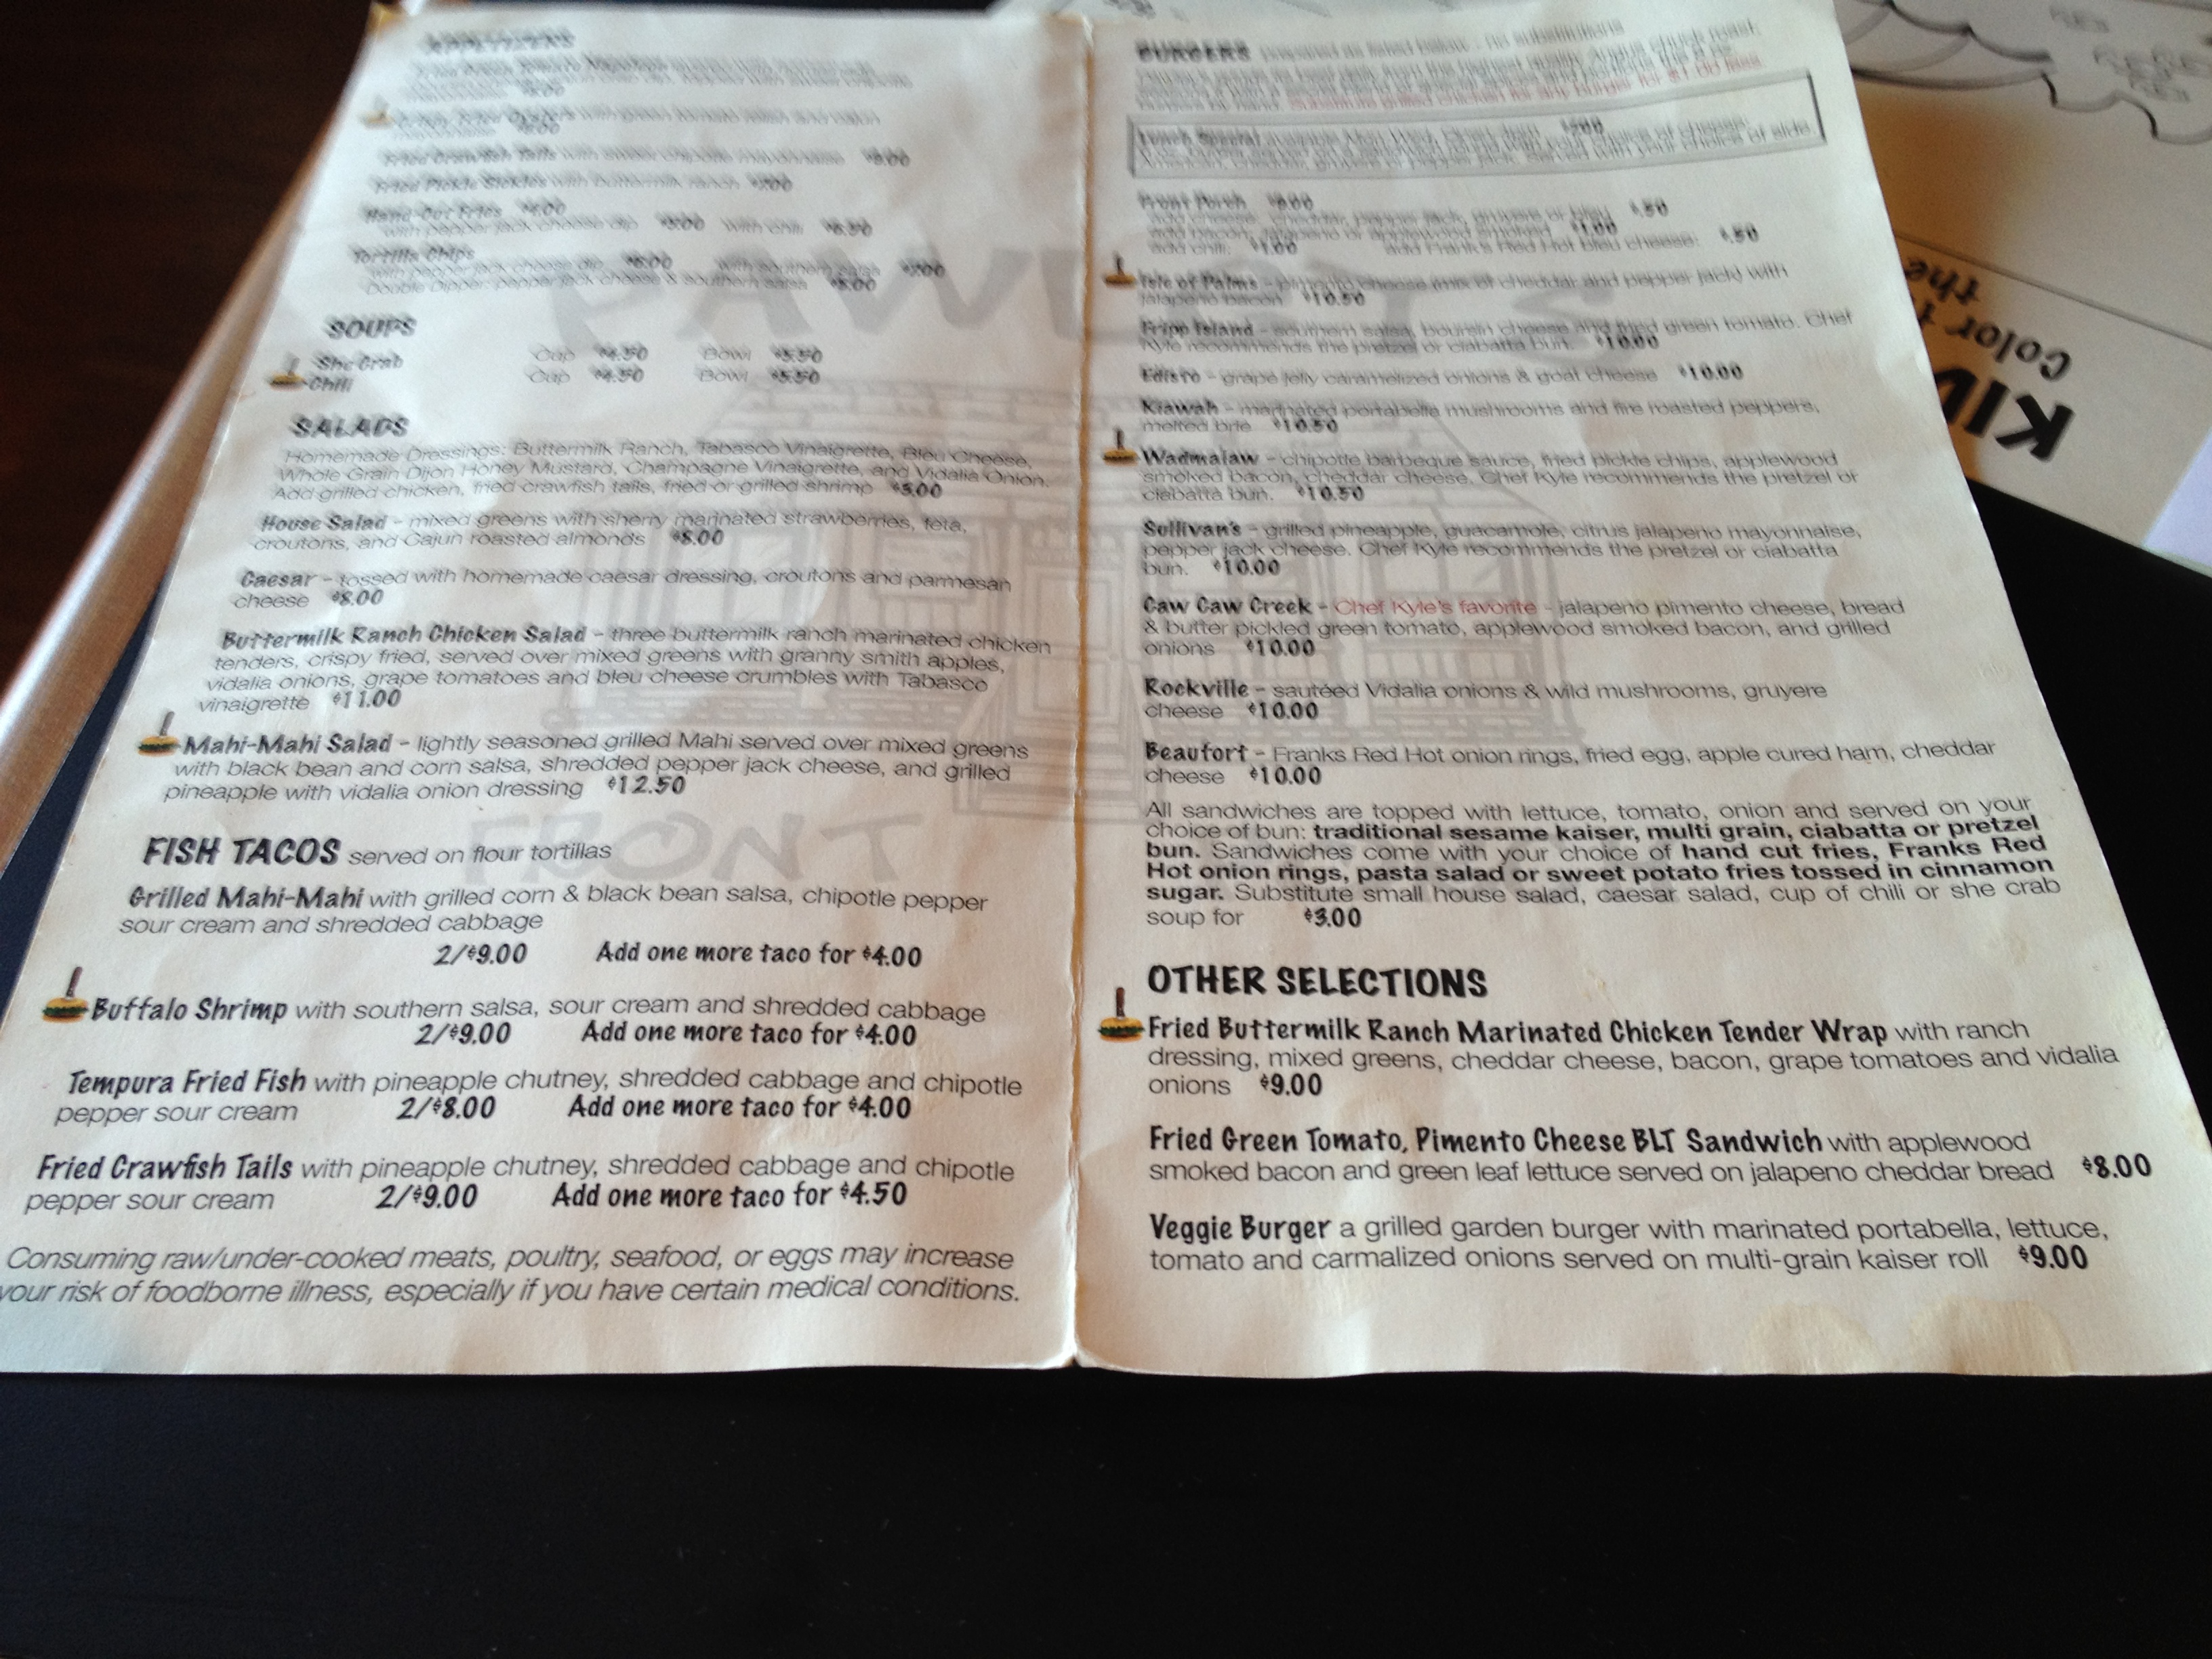 APPETIZERS
Fried Oysters with green tomato relish and cajun
Fried Crawfish Tails with sweet chipotle mayonnaise $8.00
Fried Pickle Sickles with buttermilk ranch $7.00
Hand-Cut Fries $4.00
with pepper jack cheese dip $5.00 with chili $6.50
Tortilla Chips
with pepper jack cheese dip $6.00 with southern salsa $7.00
Double Dipper: pepper jack cheese & southern salsa $8.00
SOUPS
She Crab Cup $4.50 Bowl $5.50
Chili Cup $4.50 Bowl $5.50
SALADS
Homemade Dressings: Buttermilk Ranch, Tabasco Vinaigrette, Bleu Cheese,
Whole Grain Dijon Honey Mustard, Champagne Vinaigrette, and Vidalia Onion.
Add grilled chicken, fried crawfish tails, fried or grilled shrimp $5.00
House Salad - mixed greens with sherry marinated strawberries, feta,
croutons, and Cajun roasted almonds $8.00
Caesar - tossed with homemade caesar dressing, croutons and parmesan
cheese $8.00
Buttermilk Ranch Chicken Salad - three buttermilk ranch marinated chicken
tenders, crispy fried, served over mixed greens with granny smith apples,
vidalia onions, grape tomatoes and bleu cheese crumbles with Tabasco
vinaigrette $11.00
Mahi-Mahi Salad - lightly seasoned grilled Mahi served over mixed greens
with black bean and corn salsa, shredded pepper jack cheese, and grilled
pineapple with vidalia onion dressing $12.50
FISH TACOS served on flour tortillas
Grilled Mahi-Mahi with grilled corn & black bean salsa, chipotle pepper
sour cream and shredded cabbage
2/$9.00 Add one more taco for $4.00
Buffalo Shrimp with southern salsa, sour cream and shredded cabbage
2/$9.00 Add one more taco for $4.00
Tempura Fried Fish with pineapple chutney, shredded cabbage and chipotle
pepper sour cream 2/$8.00 Add one more taco for $4.00
Fried Crawfish Tails with pineapple chutney, shredded cabbage and chipotle
pepper sour cream 2/$9.00 Add one more taco for $4.50
Consuming raw/under-cooked meats, poultry, seafood, or eggs may increase
your risk of foodborne illness, especially if you have certain medical conditions.
PAWLEY'S
FRONT
BURGERS prepared as listed below - no substitutions
Substitute grilled chicken for any burger for $1.00 less.
Lunch Special
served with your choice of side.
Front Porch $8.00
add cheese: cheddar, pepper jack, gruyere or bleu $.50
add bacon: jalapeno or applewood smoked $1.00
add chili: $1.00 add Frank's Red Hot bleu cheese: $.50
Isle of Palms - pimento cheese (mix of cheddar and pepper jack) with
jalapeno bacon $10.50
Fripp Island - southern salsa, boursin cheese and fried green tomato. Chef
Kyle recommends the pretzel or ciabatta bun. $10.00
Edisto - grape jelly caramelized onions & goat cheese $10.00
Kiawah - marinated portabella mushrooms and fire roasted peppers,
melted brie $10.50
Wadmalaw - chipotle barbeque sauce, fried pickle chips, applewood
smoked bacon, cheddar cheese. Chef Kyle recommends the pretzel or
ciabatta bun. $10.50
Sullivan's - grilled pineapple, guacamole, citrus jalapeno mayonnaise,
pepper jack cheese. Chef Kyle recommends the pretzel or ciabatta
bun. $10.00
Caw Caw Creek - Chef Kyle's favorite - jalapeno pimento cheese, bread
& butter pickled green tomato, applewood smoked bacon, and grilled
onions $10.00
Rockville - sautéed Vidalia onions & wild mushrooms, gruyere
cheese $10.00
Beaufort - Franks Red Hot onion rings, fried egg, apple cured ham, cheddar
cheese $10.00
All sandwiches are topped with lettuce, tomato, onion and served on your
choice of bun: traditional sesame kaiser, multi grain, ciabatta or pretzel
bun. Sandwiches come with your choice of hand cut fries, Franks Red
Hot onion rings, pasta salad or sweet potato fries tossed in cinnamon
sugar. Substitute small house salad, caesar salad, cup of chili or she crab
soup for $3.00
OTHER SELECTIONS
Fried Buttermilk Ranch Marinated Chicken Tender Wrap with ranch
dressing, mixed greens, cheddar cheese, bacon, grape tomatoes and vidalia
onions $9.00
Fried Green Tomato, Pimento Cheese BLT Sandwich with applewood
smoked bacon and green leaf lettuce served on jalapeno cheddar bread $8.00
Veggie Burger a grilled garden burger with marinated portabella, lettuce,
tomato and carmalized onions served on multi-grain kaiser roll $9.00
KID
Color the